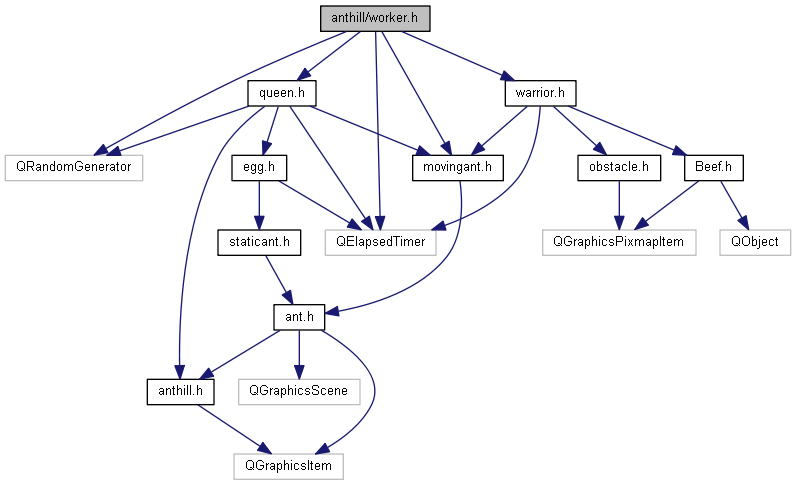 anthill/worker.h
queen.h
warrior.h
QRandomGenerator
egg.h
movingant.h
obstacle.h
Beef.h
staticant.h
QElapsedTimer
QGraphicsPixmapItem
QObject
ant.h
anthill.h
QGraphicsScene
QGraphicsItem